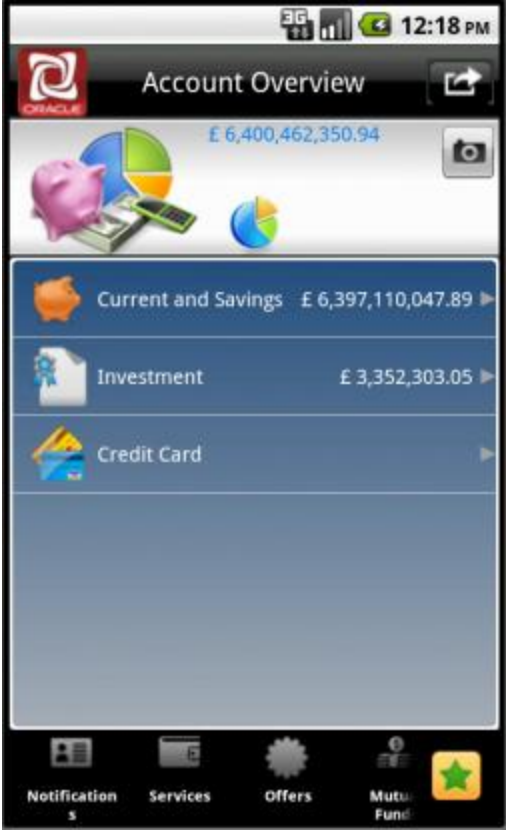 3G 12:18 PM
ORACLE
Account Overview
£ 6,400,462,350.94
Current and Savings £ 6,397,110,047.89
Investment £ 3,352,303.05
Credit Card
Notification
s
Services
Offers
Mutu
Fund